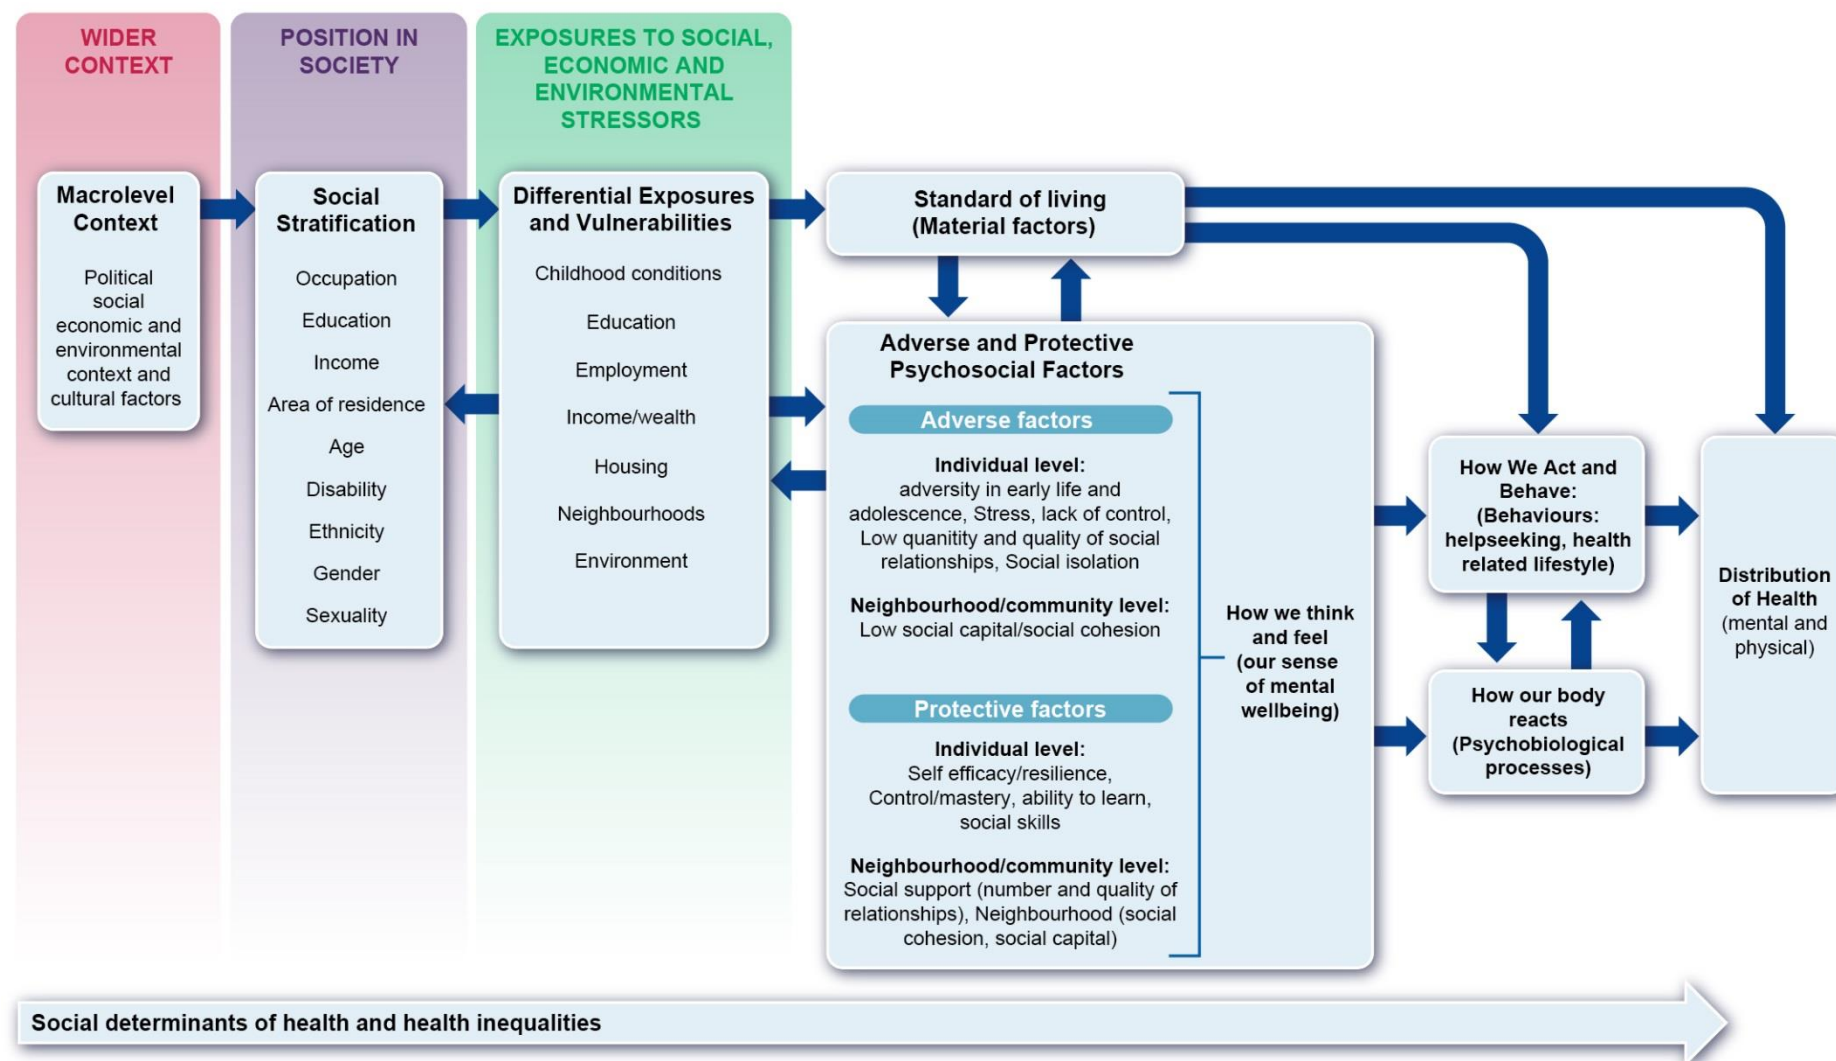 WIDER
CONTEXT
POSITION IN
SOCIETY
EXPOSURES TO SOCIAL,
ECONOMIC AND
ENVIRONMENTAL
STRESSORS
Macrolevel
Context
Political
social
economic and
environmental
context and
cultural factors
Social
Stratification
Occupation
Education
Income
Area of residence
Age
Disability
Ethnicity
Gender
Sexuality
Differential Exposures
and Vulnerabilities
Childhood conditions
Education
Employment
Income/wealth
Housing
Neighbourhoods
Environment
Standard of living
(Material factors)
Adverse and Protective
Psychosocial Factors
Adverse factors
Individual level:
adversity in early life and
adolescence, Stress, lack of control,
Low quanitity and quality of social
relationships, Social isolation
Neighbourhood/community level:
Low social capital/social cohesion
Protective factors
Individual level:
Self efficacy/resilience,
Control/mastery, ability to learn,
social skills
Neighbourhood/community level:
Social support (number and quality of
relationships), Neighbourhood (social
cohesion, social capital)
How we think
and feel
(our sense
of mental
wellbeing)
How We Act and
Behave:
(Behaviours:
helpseeking, health
related lifestyle)
How our body
reacts
(Psychobiological
processes)
Distribution
of Health
(mental and
physical)
Social determinants of health and health inequalities